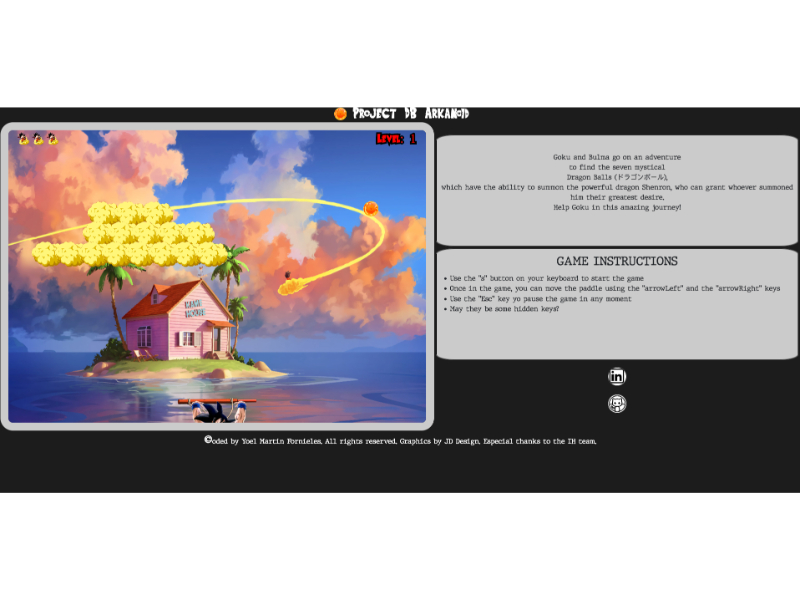 Project DB Arkanoid
Level: 1
Goku and Bulma go on an adventure
to find the seven mystical
Dragon Balls (ドラゴンボール),
which have the ability to summon the powerful dragon Shenron, who can grant whoever summoned
him their greatest desire.
Help Goku in this amazing journey!
KAME
HOUSE
GAME INSTRUCTIONS
• Use the "s" button on your keyboard to start the game
• Once in the game, you can move the paddle using the "arrowLeft" and the "arrowRight" keys
• Use the "Esc" key yo pause the game in any moment
• May they be some hidden keys?
in
©oded by Yoel Martin Fornieles. All rights reserved. Graphics by JD Design. Especial thanks to the IH team.